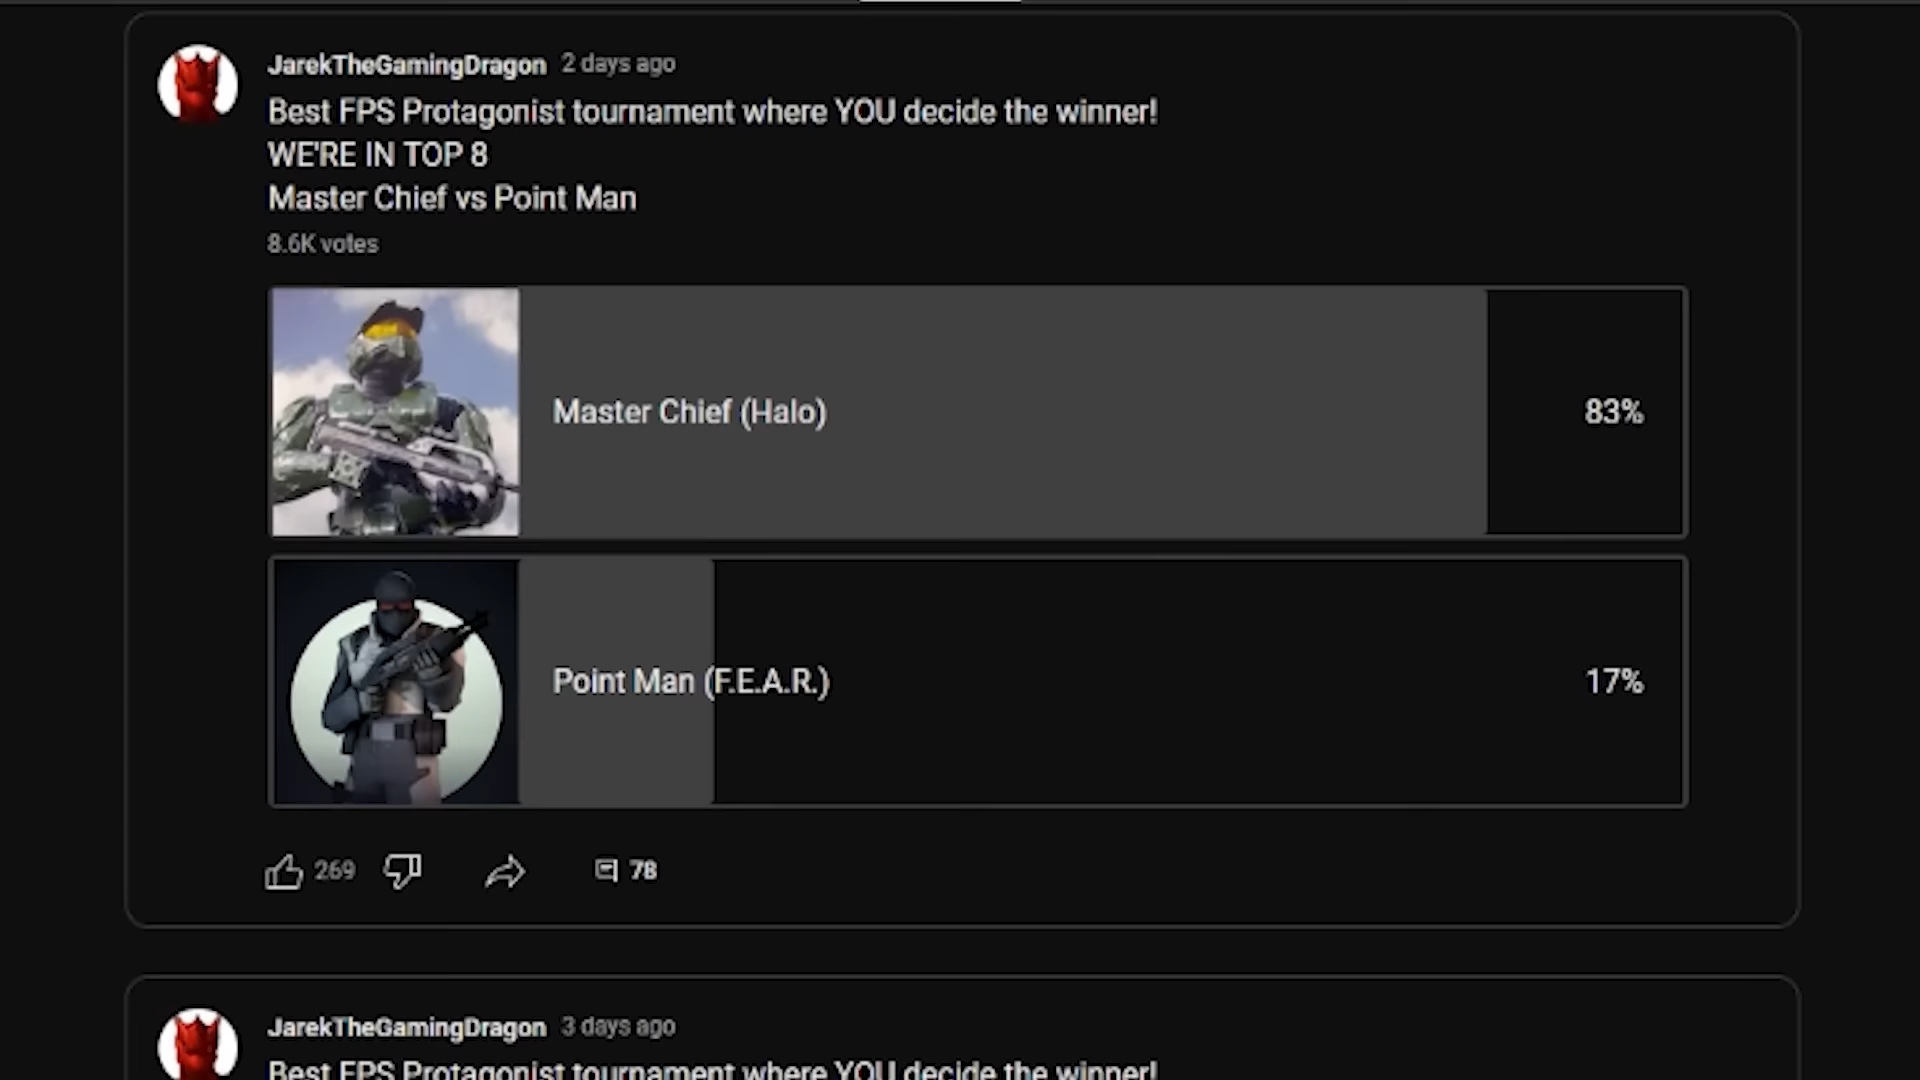 JarekTheGamingDragon 2 days ago
Best FPS Protagonist tournament where YOU decide the winner!
WE'RE IN TOP 8
Master Chief vs Point Man
8.6K votes
Master Chief (Halo) 83%
Point Man (F.E.A.R.) 17%
269 78
JarekTheGamingDragon 3 days ago
Best FPS Protagonist tournament where YOU decide the winner!